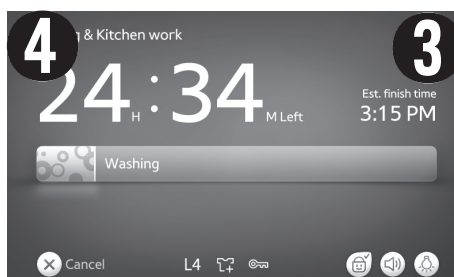 4
3
& Kitchen work
24 H : 34 M Left
Est. finish time
3:15 PM
Washing
Cancel
L4